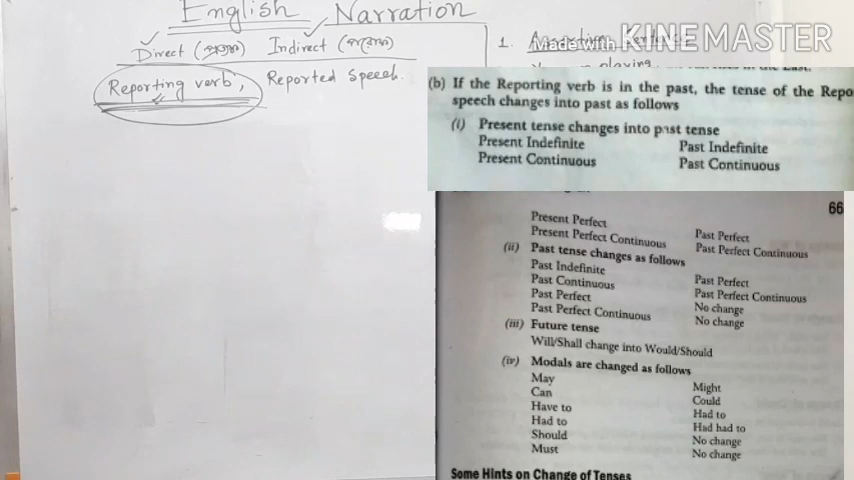 English Narration
Direct (প্রত্যক্ষ) Indirect (পরোক্ষ)
Reporting verb, Reported Speech.
1. Assertive Sentence
Made with KINEMASTER
playing.
(b) If the Reporting verb is in the past, the tense of the Repo
speech changes into past as follows
(i) Present tense changes into past tense
Present Indefinite Past Indefinite
Present Continuous Past Continuous
66
Present Perfect Past Perfect
Present Perfect Continuous Past Perfect Continuous
(ii) Past tense changes as follows
Past Indefinite Past Perfect
Past Continuous Past Perfect Continuous
Past Perfect No change
Past Perfect Continuous No change
(iii) Future tense
Will/Shall change into Would/Should
(iv) Modals are changed as follows
May Might
Can Could
Have to Had to
Had to Had had to
Should No change
Must No change
Some Hints on Change of Tenses